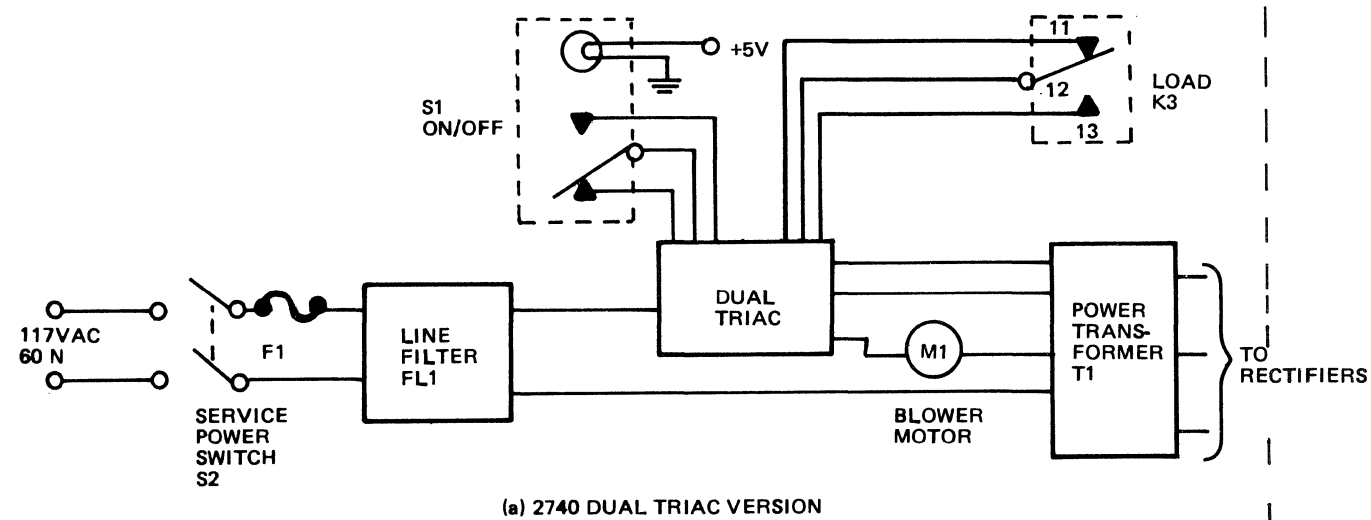 +5V
S1
ON/OFF
11
12
13
LOAD
K3
117VAC
60 N
F1
SERVICE
POWER
SWITCH
S2
LINE
FILTER
FL1
DUAL
TRIAC
M1
BLOWER
MOTOR
POWER
TRANS-
FORMER
T1
TO
RECTIFIERS
(a) 2740 DUAL TRIAC VERSION